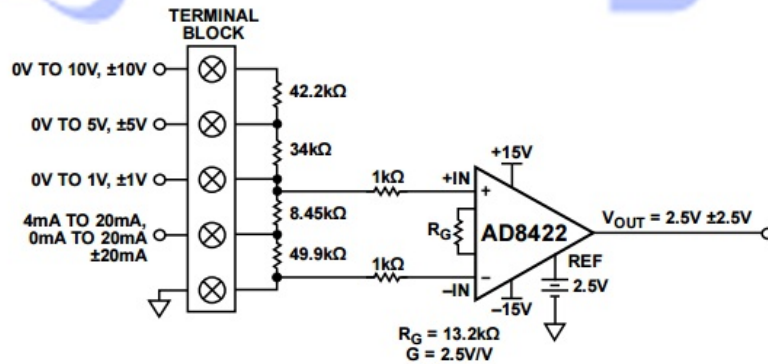 TERMINAL
BLOCK
0V TO 10V, ±10V
42.2kΩ
0V TO 5V, ±5V
34kΩ
+15V
0V TO 1V, ±1V
1kΩ
+IN
+
8.45kΩ
4mA TO 20mA,
0mA TO 20mA
±20mA
RG
AD8422
VOUT = 2.5V ±2.5V
49.9kΩ
1kΩ
REF
–
–IN
2.5V
–15V
RG = 13.2kΩ
G = 2.5V/V